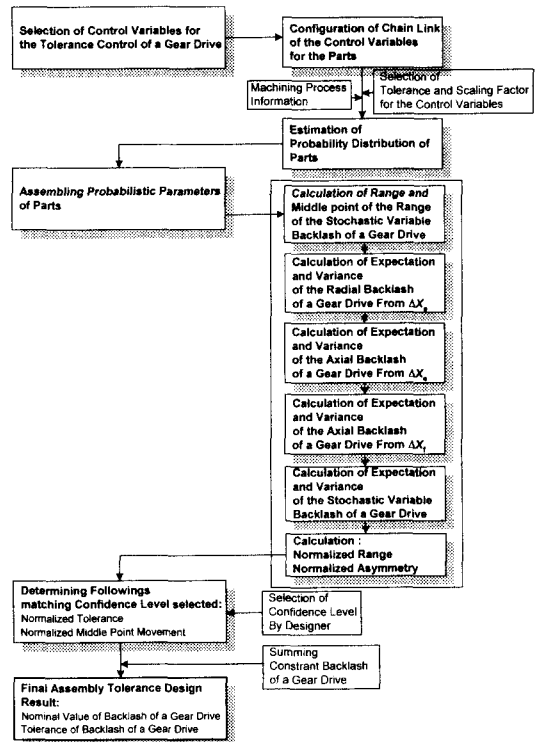 Selection of Control Variables for
the Tolerance Control of a Gear Drive
Configuration of Chain Link
of the Control Variables
for the Parts
Machining Process
Information
Selection of
Tolerance and Scaling Factor
for the Control Variables
Estimation of
Probability Distribution of
Parts
Assembling Probabilistic Parameters
of Parts
Calculation of Range and
Middle point of the Range
of the Stochastic Variable
Backlash of a Gear Drive
Calculation of Expectation
and Variance
of the Radial Backlash
of a Gear Drive From ΔXₑ
Calculation of Expectation
and Variance
of the Axial Backlash
of a Gear Drive From ΔXₑ
Calculation of Expectation
and Variance
of the Axial Backlash
of a Gear Drive From ΔX
Calculation of Expectation
and Variance
of the Stochastic Variable
Backlash of a Gear Drive
Calculation :
Normalized Range
Normalized Asymmetry
Determining Followings
matching Confidence Level selected:
Normalized Tolerance
Normalized Middle Point Movement
Selection of
Confidence Level
By Designer
Summing
Constrant Backlash
of a Gear Drive
Final Assembly Tolerance Design
Result:
Nominal Value of Backlash of a Gear Drive
Tolerance of Backlash of a Gear Drive